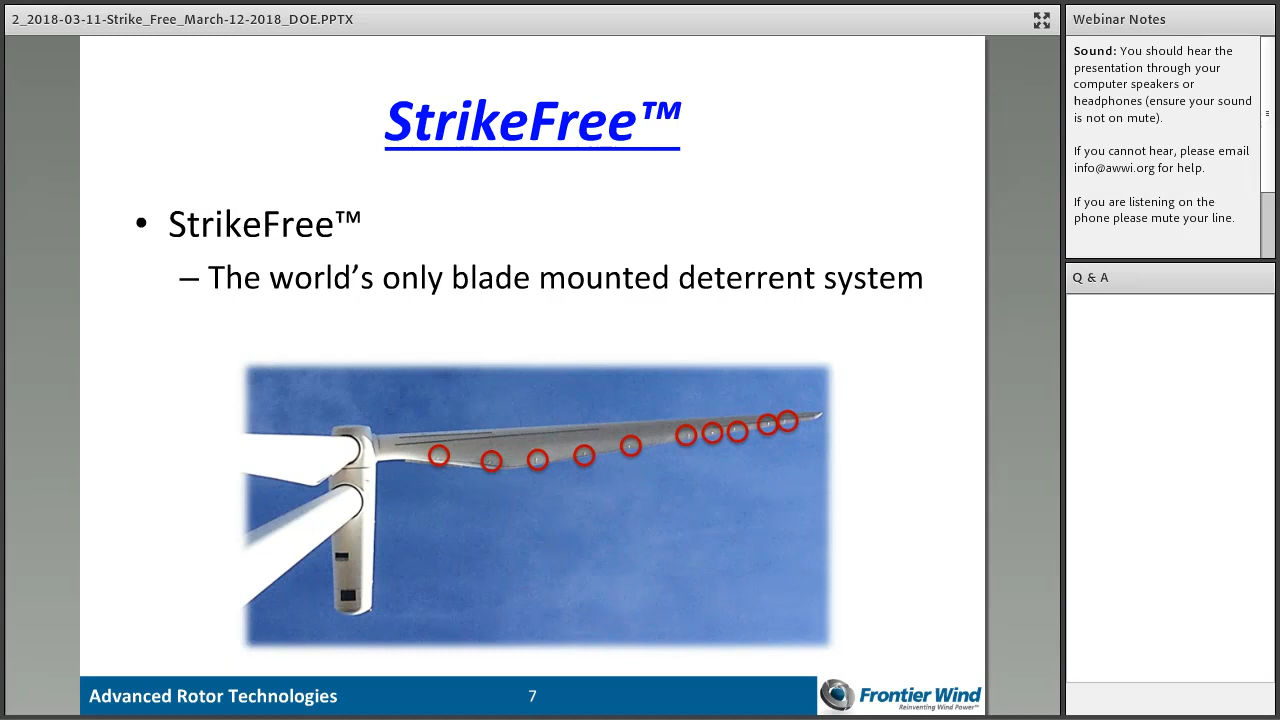 2_2018-03-11-Strike_Free_March-12-2018_DOE.PPTX
StrikeFree™
• StrikeFree™
– The world’s only blade mounted deterrent system
Advanced Rotor Technologies
7
Frontier Wind
Reinventing Wind Power™
Webinar Notes
Sound: You should hear the
presentation through your
computer speakers or
headphones (ensure your sound
is not on mute).
If you cannot hear, please email
info@awwi.org for help.
If you are listening on the
phone please mute your line.
Q & A